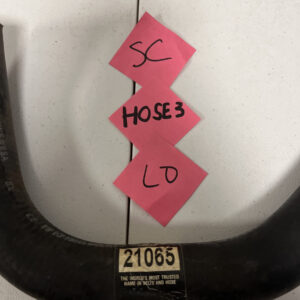 SC
HOSE3
LO
21065
THE WORLD'S MOST TRUSTED
NAME IN BELTS AND HOSE